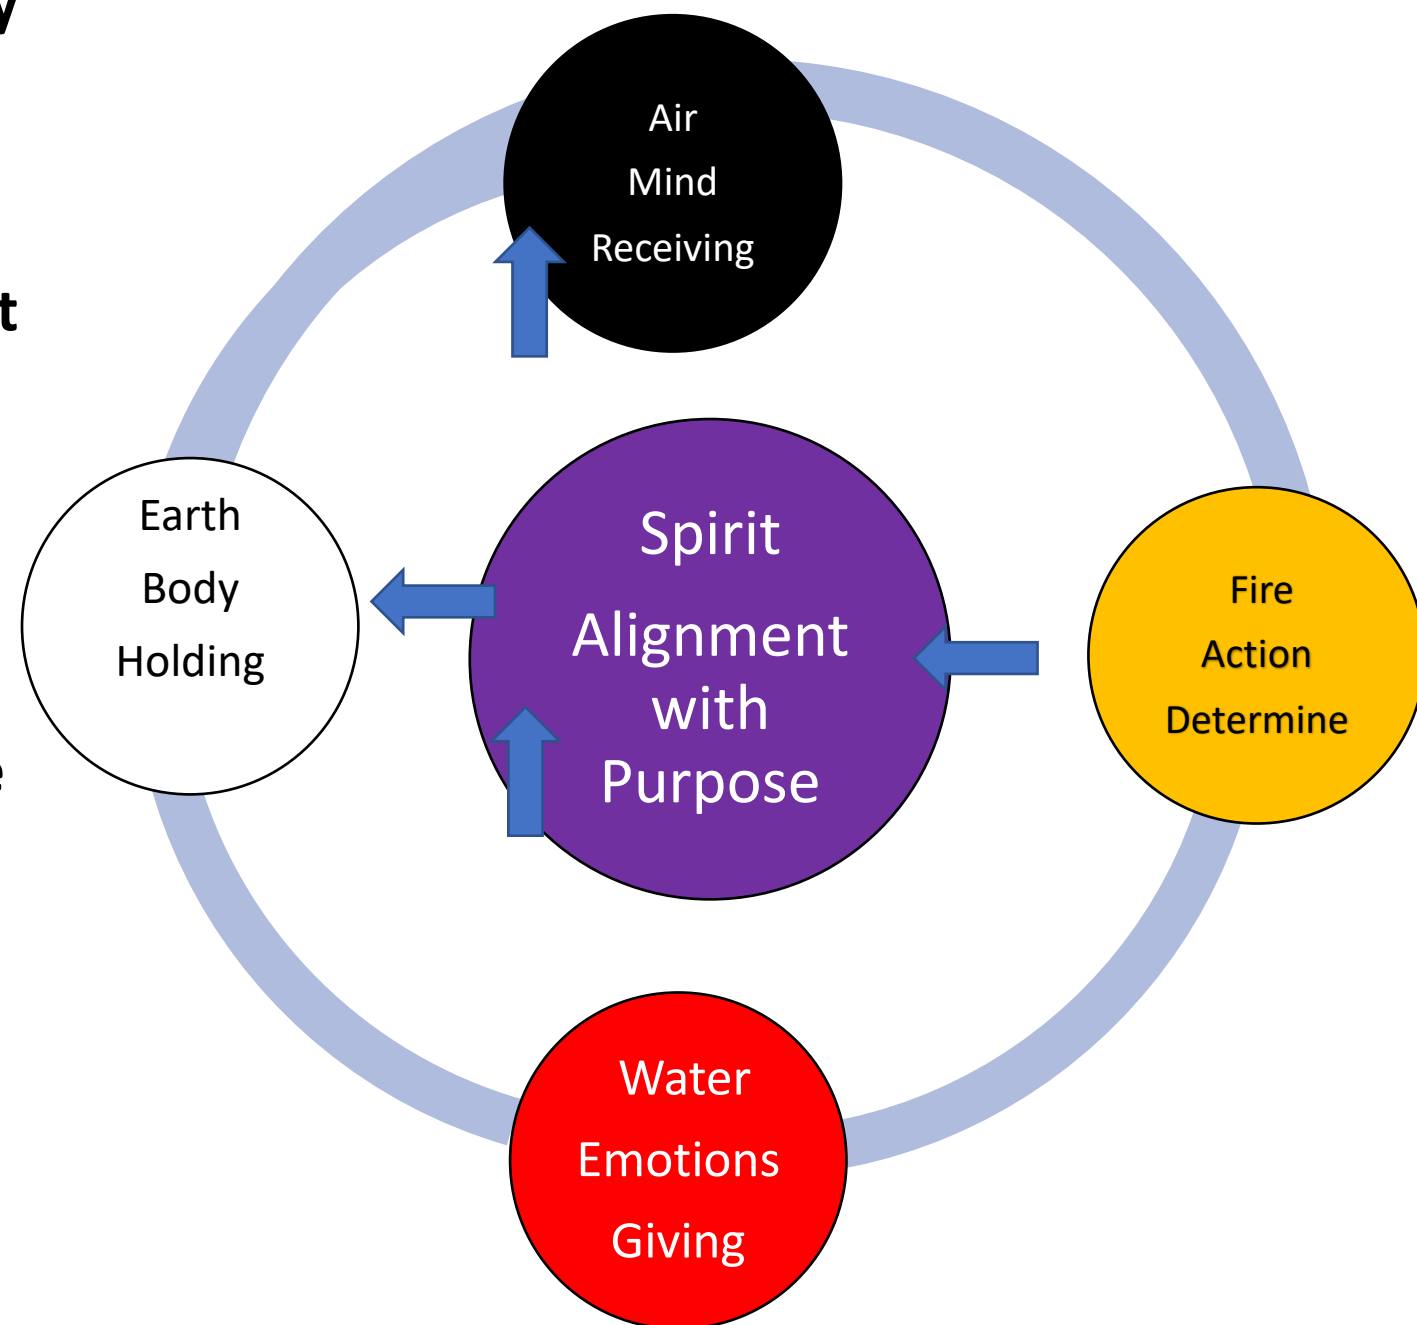 Air
Mind
Receiving
Earth
Body
Holding
Spirit
Alignment
with
Purpose
Fire
Action
Determine
Water
Emotions
Giving